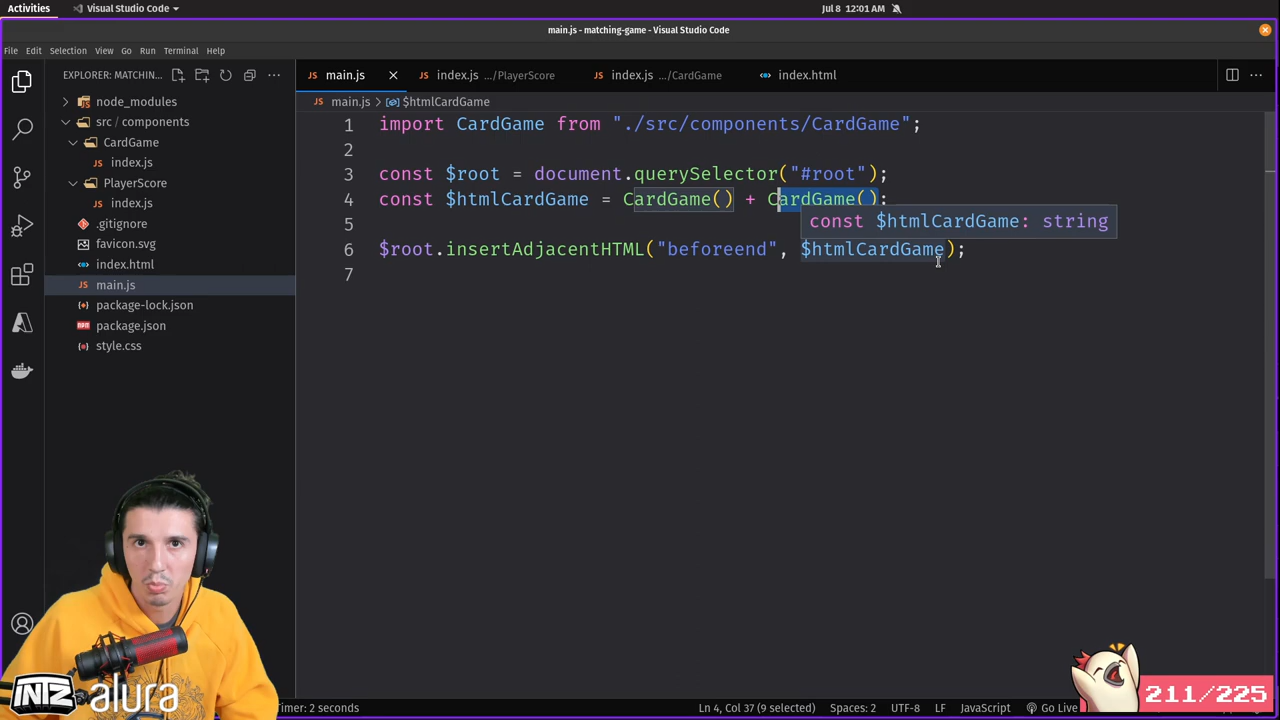 Activities
Visual Studio Code
Jul 8 12:01 AM
main.js - matching-game - Visual Studio Code
File Edit Selection View Go Run Terminal Help
EXPLORER: MATCHIN...
main.js
index.js .../PlayerScore
index.js .../CardGame
index.html
node_modules
src / components
CardGame
index.js
PlayerScore
index.js
.gitignore
favicon.svg
index.html
main.js
package-lock.json
package.json
style.css
main.js > $htmlCardGame
1 import CardGame from "./src/components/CardGame";
2
3 const $root = document.querySelector("#root");
4 const $htmlCardGame = CardGame() + CardGame();
const $htmlCardGame: string
5
6 $root.insertAdjacentHTML("beforeend", $htmlCardGame);
7
INTZ alura
Timer: 2 seconds
Ln 4, Col 37 (9 selected) Spaces: 2 UTF-8 LF JavaScript Go Live
211/225